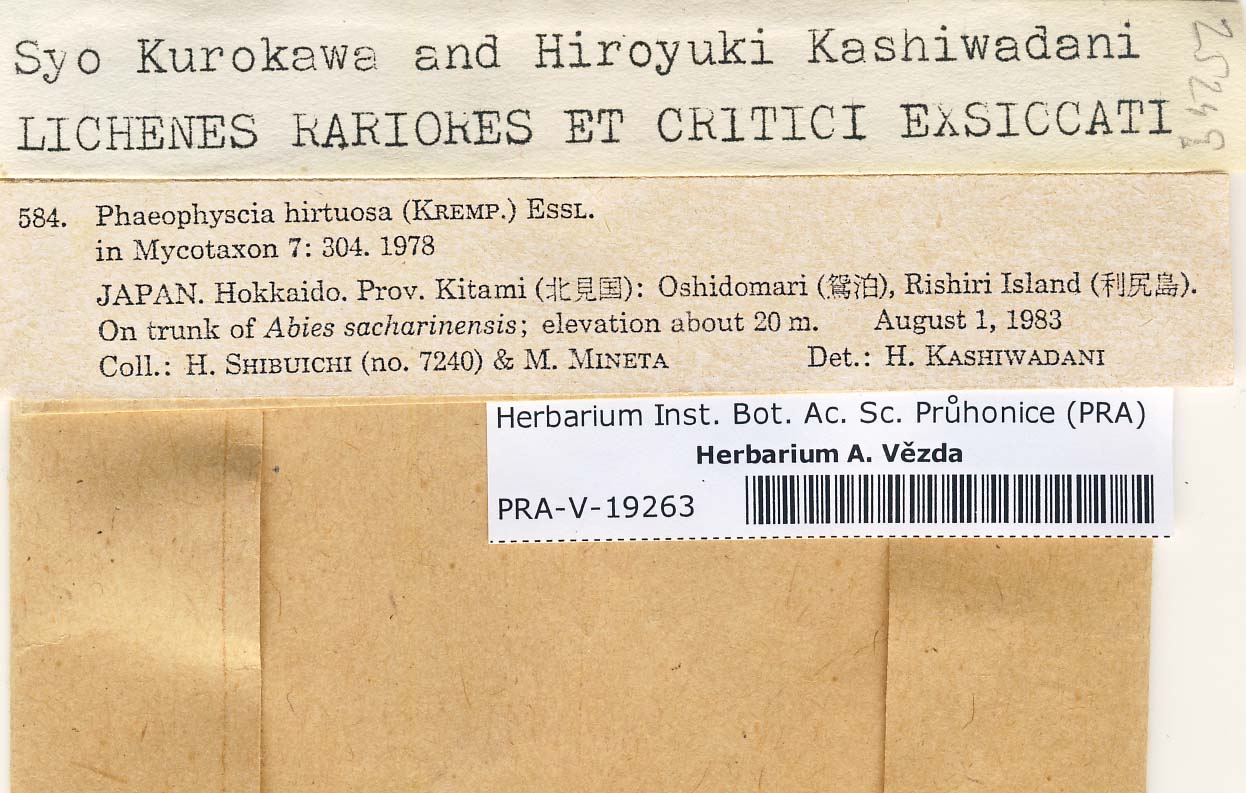 Syo Kurokawa and Hiroyuki Kashiwadani
LICHENES RARIORES ET CRITICI EXSICCATI
584. Phaeophyscia hirtuosa (KREMP.) ESSL.
in Mycotaxon 7: 304. 1978
JAPAN. Hokkaido. Prov. Kitami (北見国): Oshidomari (鴛泊), Rishiri Island (利尻島).
On trunk of Abies sacharinensis; elevation about 20 m. August 1, 1983
Coll.: H. SHIBUICHI (no. 7240) & M. MINETA Det.: H. KASHIWADANI
Herbarium Inst. Bot. Ac. Sc. Průhonice (PRA)
Herbarium A. Vězda
PRA-V-19263